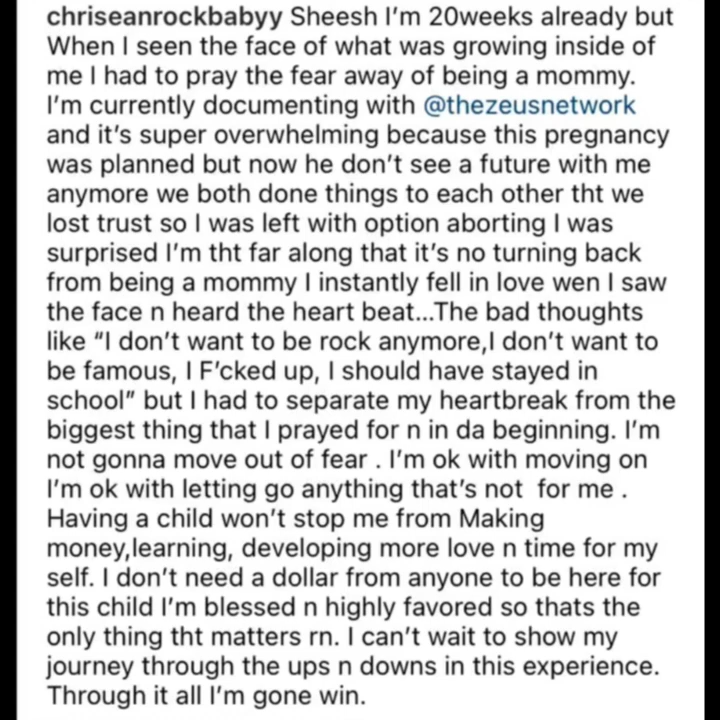 chriseanrockbabyy Sheesh I'm 20weeks already but
When I seen the face of what was growing inside of
me I had to pray the fear away of being a mommy.
I'm currently documenting with @thezeusnetwork
and it's super overwhelming because this pregnancy
was planned but now he don't see a future with me
anymore we both done things to each other tht we
lost trust so I was left with option aborting I was
surprised I'm tht far along that it's no turning back
from being a mommy I instantly fell in love wen I saw
the face n heard the heart beat...The bad thoughts
like "I don't want to be rock anymore,I don't want to
be famous, I F'cked up, I should have stayed in
school" but I had to separate my heartbreak from the
biggest thing that I prayed for n in da beginning. I'm
not gonna move out of fear . I'm ok with moving on
I'm ok with letting go anything that's not  for me .
Having a child won't stop me from Making
money,learning, developing more love n time for my
self. I don't need a dollar from anyone to be here for
this child I'm blessed n highly favored so thats the
only thing tht matters rn. I can't wait to show my
journey through the ups n downs in this experience.
Through it all I'm gone win.